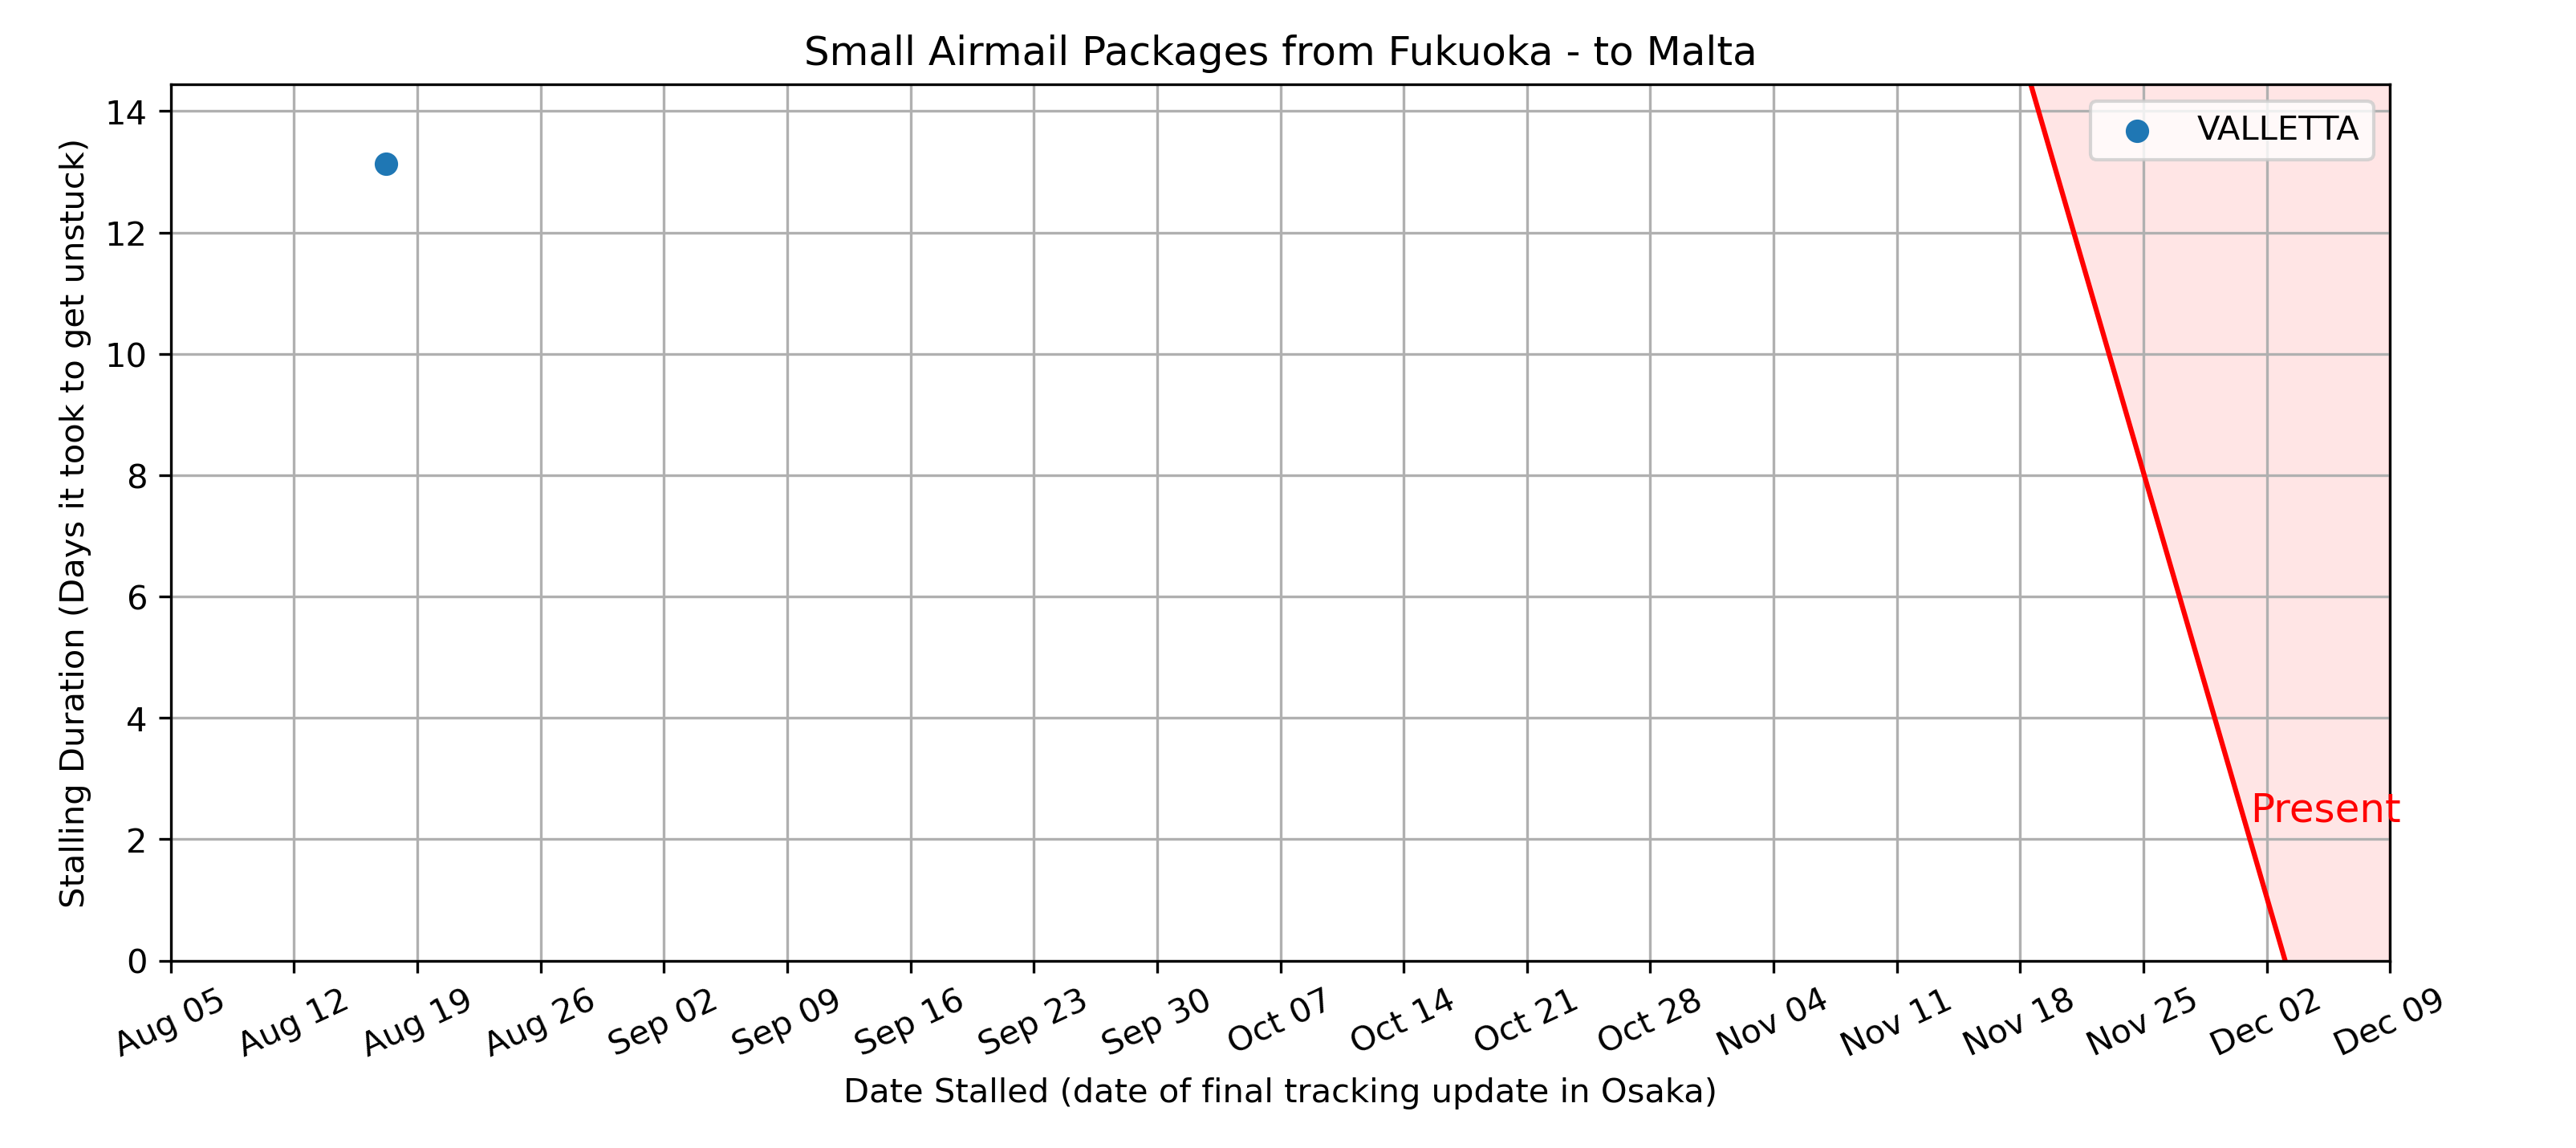 Small Airmail Packages from Fukuoka - to Malta
Stalling Duration (Days it took to get unstuck)
14
12
10
8
6
4
2
0
VALLETTA
Present
Aug 05
Aug 12
Aug 19
Aug 26
Sep 02
Sep 09
Sep 16
Sep 23
Sep 30
Oct 07
Oct 14
Oct 21
Oct 28
Nov 04
Nov 11
Nov 18
Nov 25
Dec 02
Dec 09
Date Stalled (date of final tracking update in Osaka)